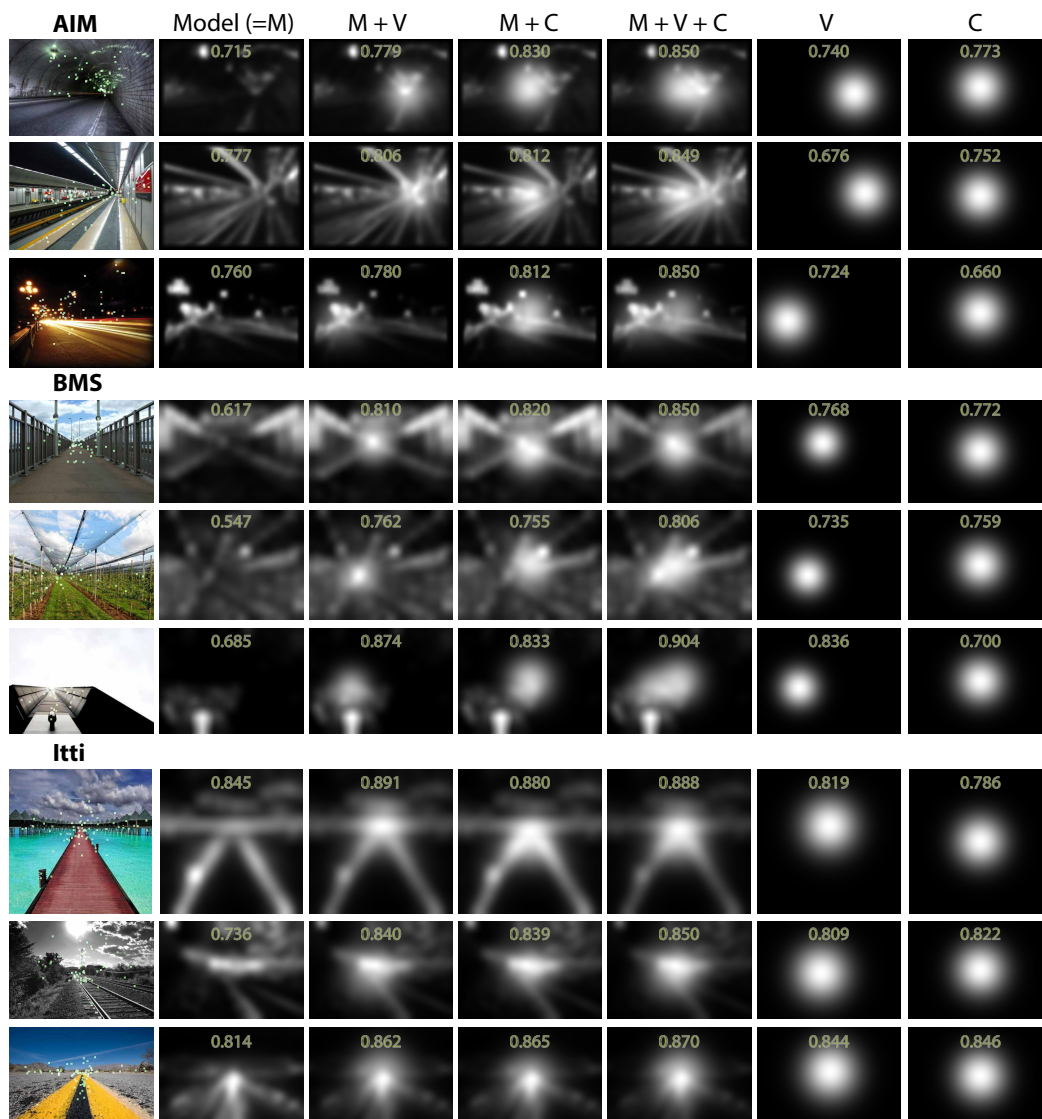 AIM Model (=M) M + V M + C M + V + C V C
0.715 0.779 0.830 0.850 0.740 0.773
0.777 0.806 0.812 0.849 0.676 0.752
0.760 0.780 0.812 0.850 0.724 0.660
BMS
0.617 0.810 0.820 0.850 0.768 0.772
0.547 0.762 0.755 0.806 0.735 0.759
0.685 0.874 0.833 0.904 0.836 0.700
Itti
0.845 0.891 0.880 0.888 0.819 0.786
0.736 0.840 0.839 0.850 0.809 0.822
0.814 0.862 0.865 0.870 0.844 0.846